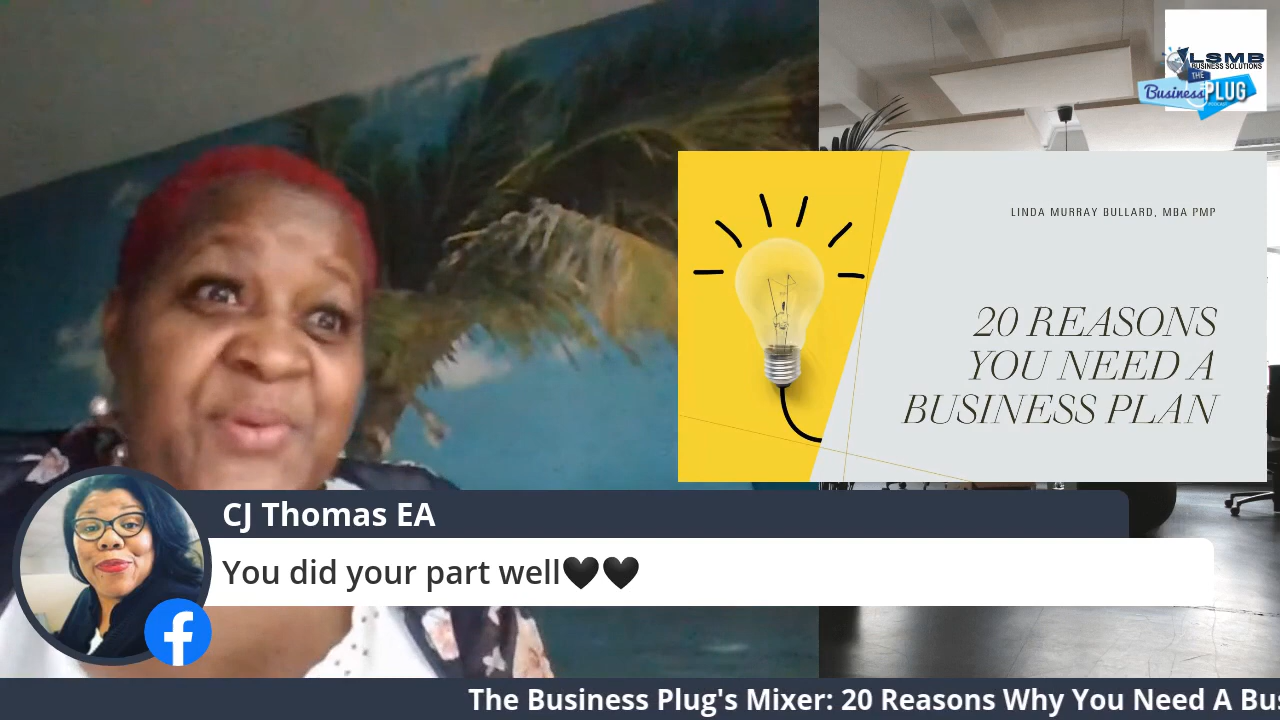 LSMB
BUSINESS SOLUTIONS
THE
Business PLUG
PODCAST
LINDA MURRAY BULLARD, MBA PMP
20 REASONS
YOU NEED A
BUSINESS PLAN
CJ Thomas EA
You did your part well🖤🖤
The Business Plug's Mixer: 20 Reasons Why You Need A Bus